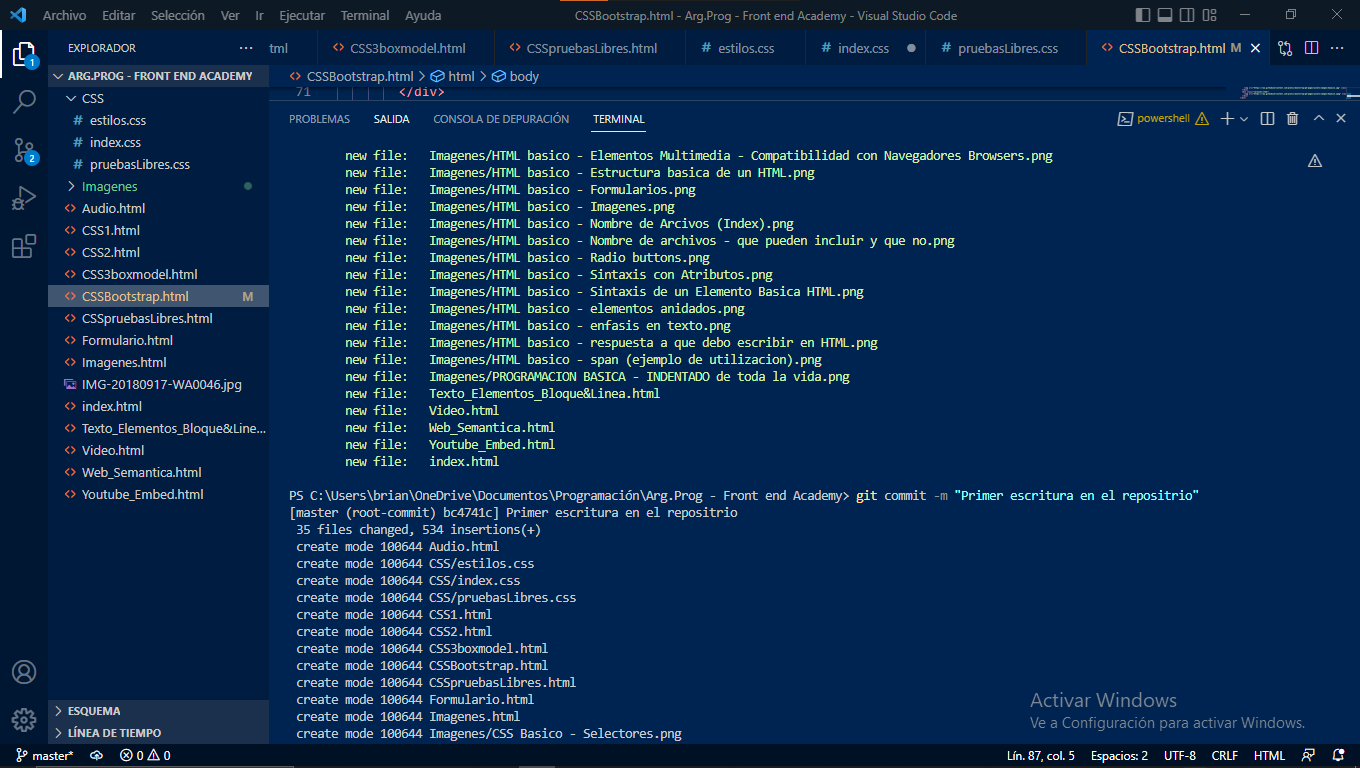 Archivo Editar Selección Ver Ir Ejecutar Terminal Ayuda CSSBootstrap.html - Arg.Prog - Front end Academy - Visual Studio Code
EXPLORADOR ··· tml CSS3boxmodel.html CSSpruebasLibres.html # estilos.css # index.css # pruebasLibres.css CSSBootstrap.html M
ARG.PROG - FRONT END ACADEMY
CSSBootstrap.html > html > body
71 </div>
CSS
# estilos.css
# index.css
# pruebasLibres.css
Imagenes
Audio.html
CSS1.html
CSS2.html
CSS3boxmodel.html
CSSBootstrap.html M
CSSpruebasLibres.html
Formulario.html
Imagenes.html
IMG-20180917-WA0046.jpg
index.html
Texto_Elementos_Bloque&Line...
Video.html
Web_Semantica.html
Youtube_Embed.html
ESQUEMA
LÍNEA DE TIEMPO
1
2
PROBLEMAS SALIDA CONSOLA DE DEPURACIÓN TERMINAL powershell
new file: Imagenes/HTML basico - Elementos Multimedia - Compatibilidad con Navegadores Browsers.png
new file: Imagenes/HTML basico - Estructura basica de un HTML.png
new file: Imagenes/HTML basico - Formularios.png
new file: Imagenes/HTML basico - Imagenes.png
new file: Imagenes/HTML basico - Nombre de Arcivos (Index).png
new file: Imagenes/HTML basico - Nombre de archivos - que pueden incluir y que no.png
new file: Imagenes/HTML basico - Radio buttons.png
new file: Imagenes/HTML basico - Sintaxis con Atributos.png
new file: Imagenes/HTML basico - Sintaxis de un Elemento Basica HTML.png
new file: Imagenes/HTML basico - elementos anidados.png
new file: Imagenes/HTML basico - enfasis en texto.png
new file: Imagenes/HTML basico - respuesta a que debo escribir en HTML.png
new file: Imagenes/HTML basico - span (ejemplo de utilizacion).png
new file: Imagenes/PROGRAMACION BASICA - INDENTADO de toda la vida.png
new file: Texto_Elementos_Bloque&Linea.html
new file: Video.html
new file: Web_Semantica.html
new file: Youtube_Embed.html
new file: index.html
PS C:\Users\brian\OneDrive\Documentos\Programación\Arg.Prog - Front end Academy> git commit -m "Primer escritura en el repositrio"
[master (root-commit) bc4741c] Primer escritura en el repositrio
35 files changed, 534 insertions(+)
create mode 100644 Audio.html
create mode 100644 CSS/estilos.css
create mode 100644 CSS/index.css
create mode 100644 CSS/pruebasLibres.css
create mode 100644 CSS1.html
create mode 100644 CSS2.html
create mode 100644 CSS3boxmodel.html
create mode 100644 CSSBootstrap.html
create mode 100644 CSSpruebasLibres.html
create mode 100644 Formulario.html
create mode 100644 Imagenes.html
create mode 100644 Imagenes/CSS Basico - Selectores.png
Activar Windows
Ve a Configuración para activar Windows.
master* 0 0 Lín. 87, col. 5 Espacios: 2 UTF-8 CRLF HTML